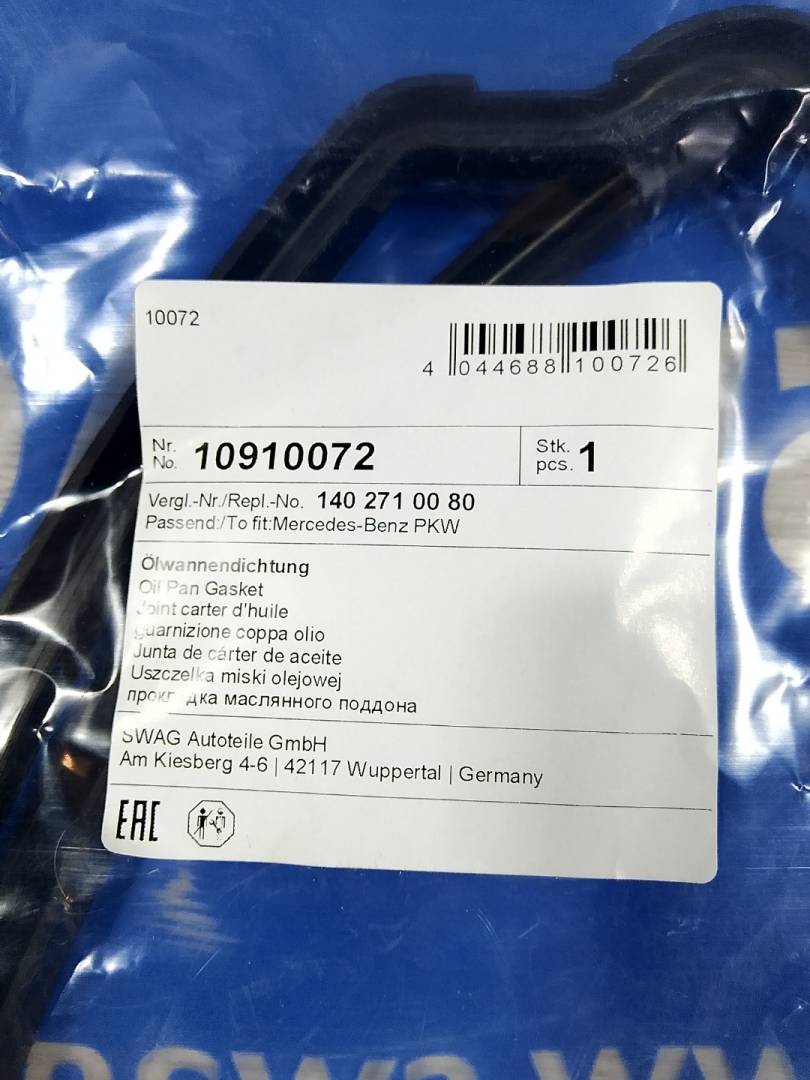 10072
4 044688 100726
Nr.
No. 10910072
Stk.
pcs. 1
Vergl.-Nr./Repl.-No. 140 271 00 80
Passend:/To fit:Mercedes-Benz PKW
Ölwannendichtung
Oil Pan Gasket
Joint carter d'huile
guarnizione coppa olio
Junta de cárter de aceite
Uszczelka miski olejowej
прокладка маслянного поддона
SWAG Autoteile GmbH
Am Kiesberg 4-6 | 42117 Wuppertal | Germany
EAC